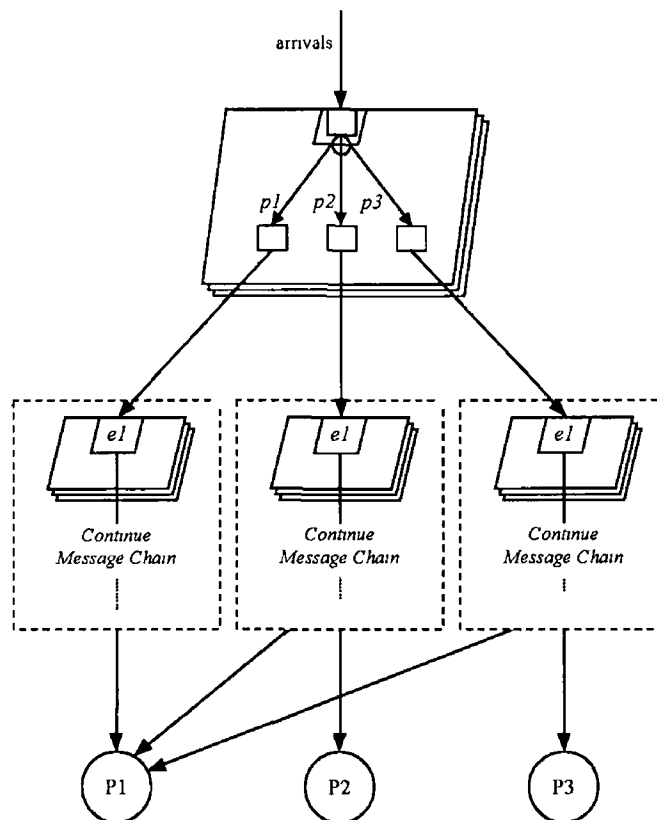 arrivals
p1 p2 p3
e1 e1 e1
Continue Continue Continue
Message Chain Message Chain Message Chain
P1 P2 P3